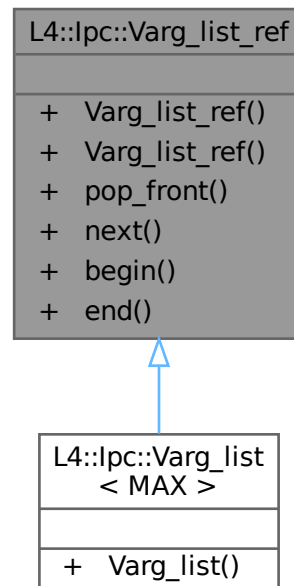 L4::Ipc::Varg_list_ref
+ Varg_list_ref()
+ Varg_list_ref()
+ pop_front()
+ next()
+ begin()
+ end()
L4::Ipc::Varg_list
< MAX >
+ Varg_list()